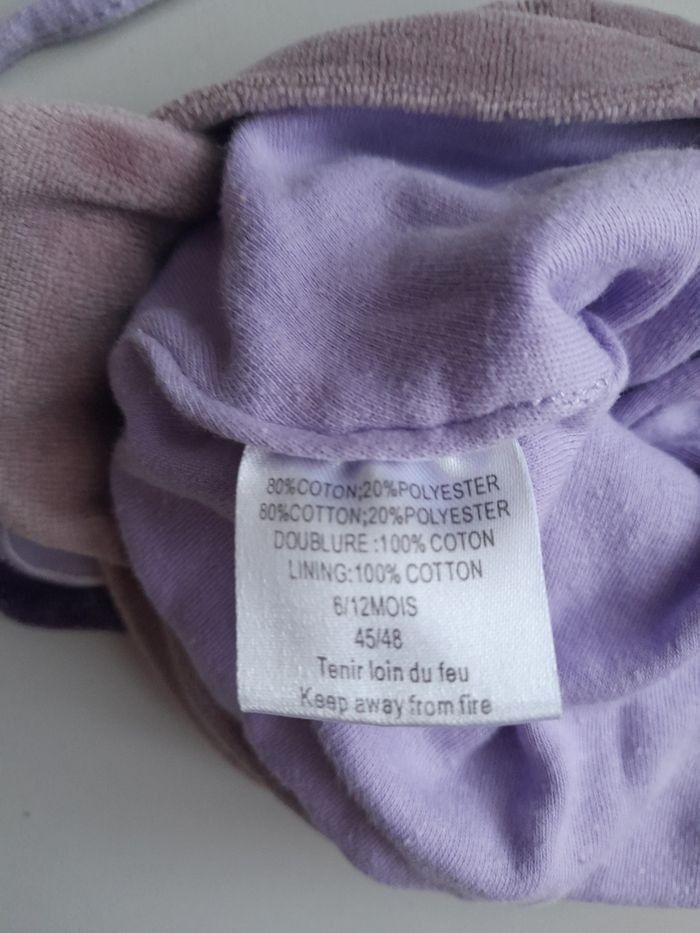 80%COTON;20%POLYESTER
80%COTTON;20%POLYESTER
DOUBLURE :100% COTON
LINING:100% COTTON
6/12MOIS
45/48
Tenir loin du feu
Keep away from fire